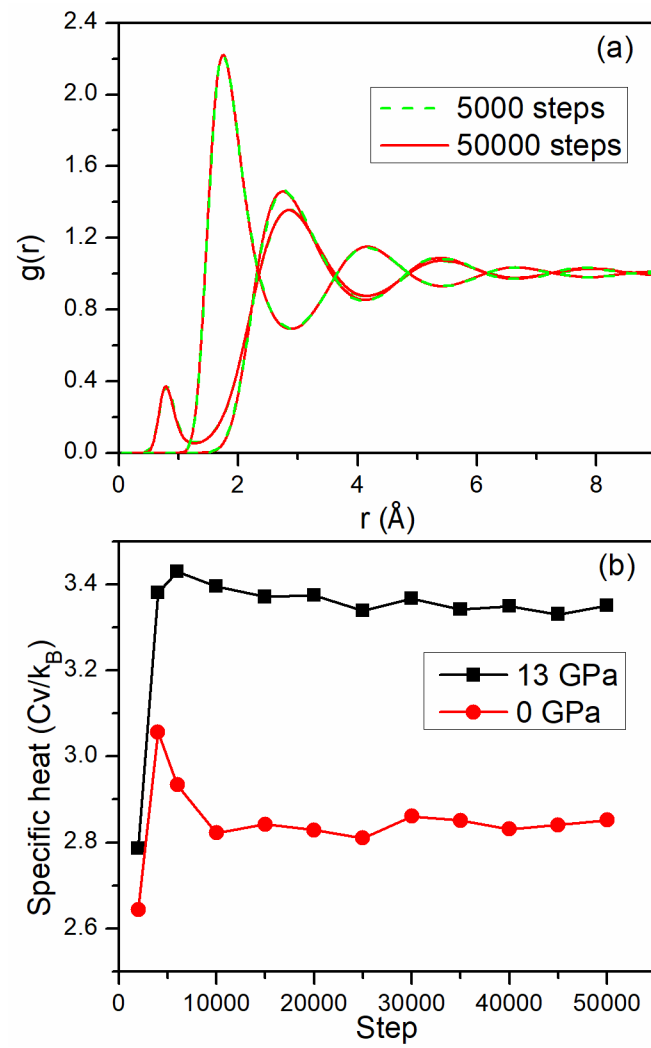 (a)
2.4
2.0
1.6
1.2
0.8
0.4
0.0
g(r)
5000 steps
50000 steps
0 2 4 6 8
r (Å)
(b)
3.4
3.2
3.0
2.8
2.6
Specific heat (Cv/k_B)
13 GPa
0 GPa
0 10000 20000 30000 40000 50000
Step